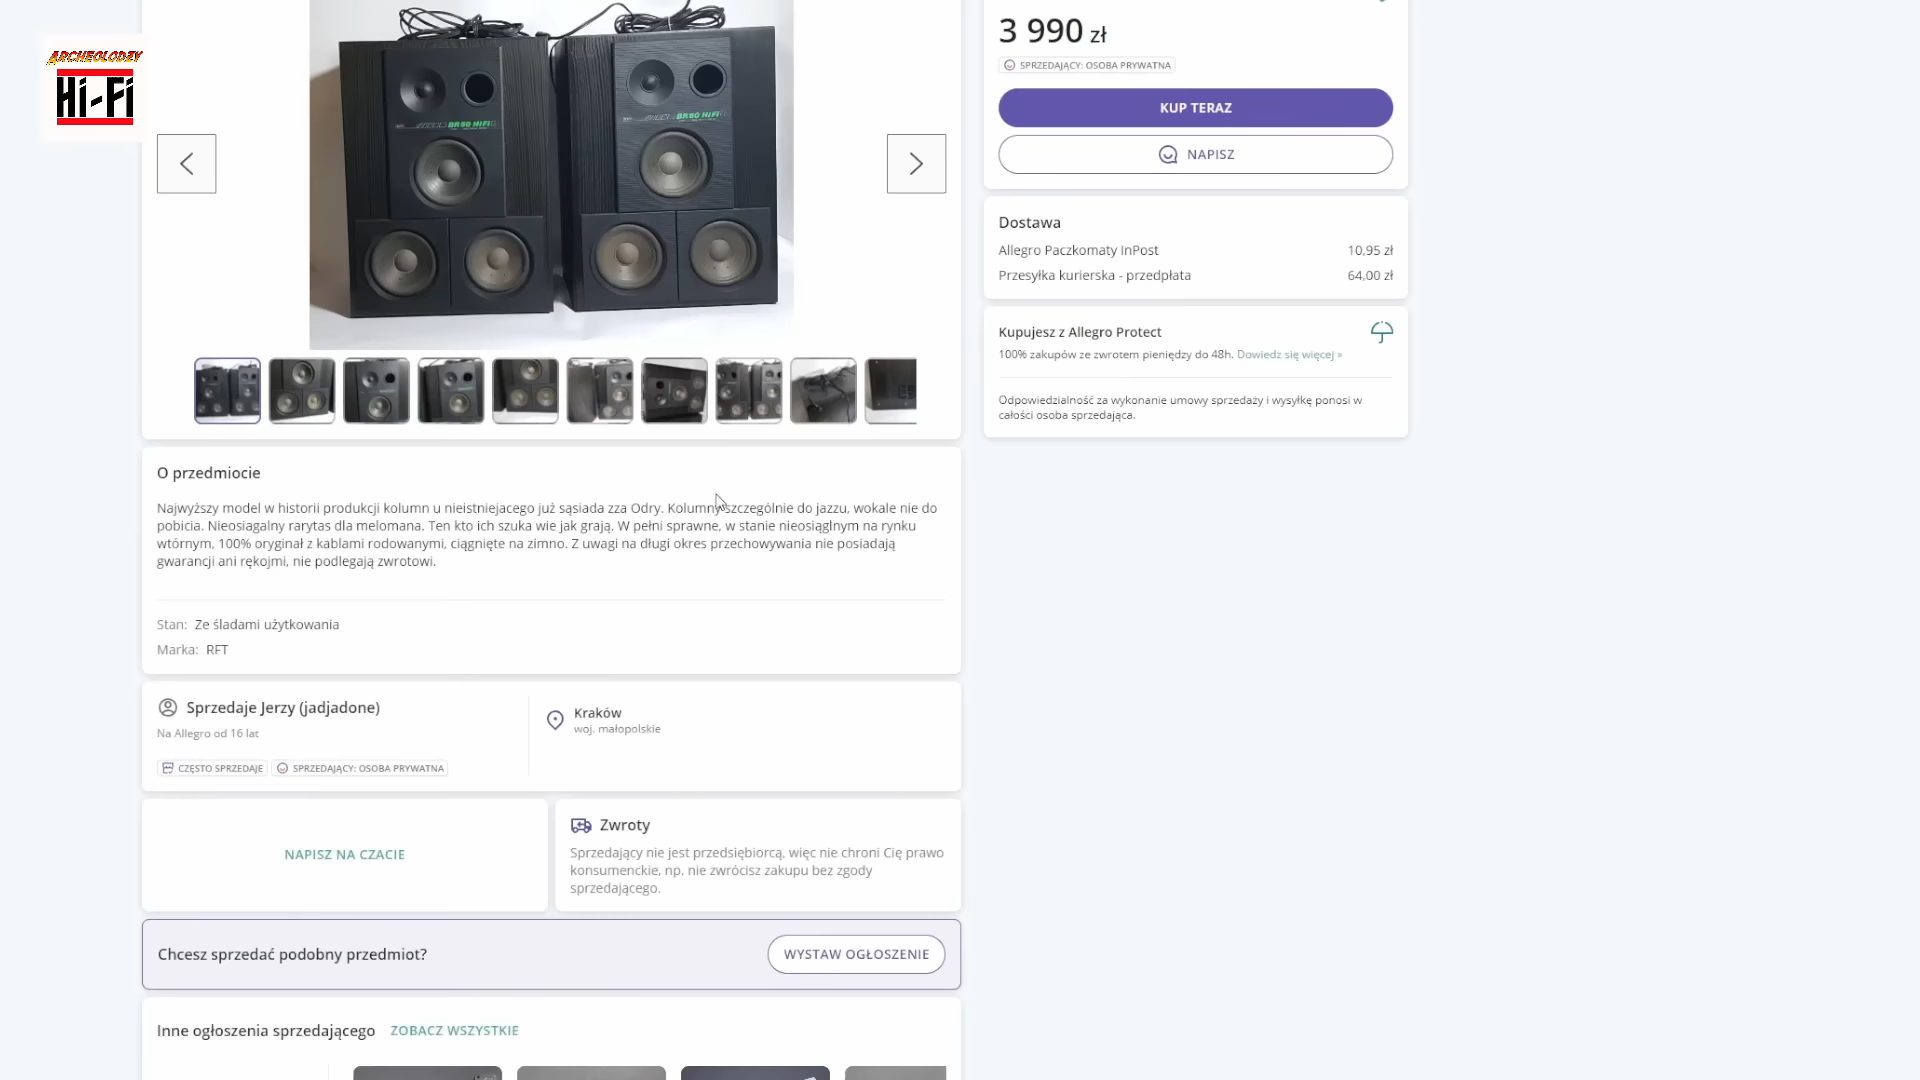 ARCHEOLODZY
Hi-Fi
BR50 HIFI
BR50 HIFI
3 990 zł
SPRZEDAJĄCY: OSOBA PRYWATNA
KUP TERAZ
NAPISZ
Dostawa
Allegro Paczkomaty InPost 10,95 zł
Przesyłka kurierska - przedpłata 64,00 zł
Kupujesz z Allegro Protect
100% zakupów ze zwrotem pieniędzy do 48h. Dowiedz się więcej »
Odpowiedzialność za wykonanie umowy sprzedaży i wysyłkę ponosi w
całości osoba sprzedająca.
O przedmiocie
Najwyższy model w historii produkcji kolumn u nieistniejacego już sąsiada zza Odry. Kolumny szczególnie do jazzu, wokale nie do
pobicia. Nieosiagalny rarytas dla melomana. Ten kto ich szuka wie jak grają. W pełni sprawne, w stanie nieosiąglnym na rynku
wtórnym, 100% oryginał z kablami rodowanymi, ciągnięte na zimno. Z uwagi na długi okres przechowywania nie posiadają
gwarancji ani rękojmi, nie podlegają zwrotowi.
Stan: Ze śladami użytkowania
Marka: RFT
Sprzedaje Jerzy (jadjadone)
Na Allegro od 16 lat
CZĘSTO SPRZEDAJE
SPRZEDAJĄCY: OSOBA PRYWATNA
Kraków
woj. małopolskie
NAPISZ NA CZACIE
Zwroty
Sprzedający nie jest przedsiębiorcą, więc nie chroni Cię prawo
konsumenckie, np. nie zwrócisz zakupu bez zgody
sprzedającego.
Chcesz sprzedać podobny przedmiot?
WYSTAW OGŁOSZENIE
Inne ogłoszenia sprzedającego ZOBACZ WSZYSTKIE